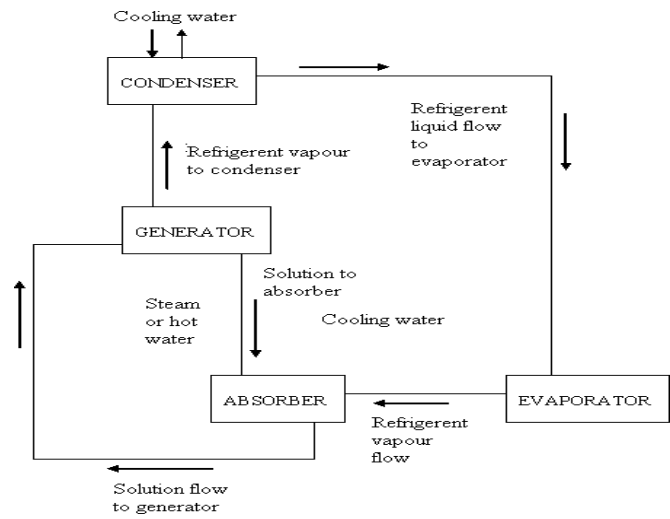 Cooling water
CONDENSER
Refrigerent
liquid flow
to
evaporator
Refrigerent vapour
to condenser
GENERATOR
Solution to
absorber
Steam
or hot
water
Cooling water
ABSORBER
EVAPORATOR
Refrigerent
vapour
flow
Solution flow
to generator